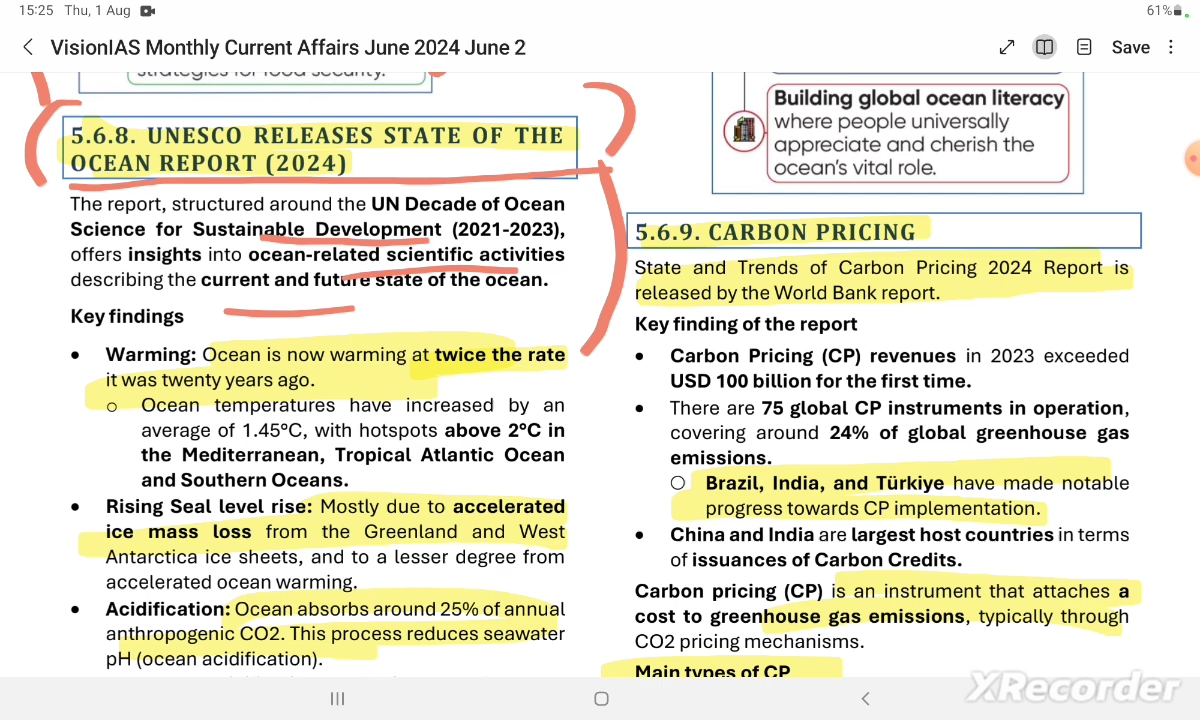 15:25 Thu, 1 Aug
61%
VisionIAS Monthly Current Affairs June 2024 June 2
Save
strategies for food security.
5.6.8. UNESCO RELEASES STATE OF THE
OCEAN REPORT (2024)
The report, structured around the UN Decade of Ocean
Science for Sustainable Development (2021-2023),
offers insights into ocean-related scientific activities
describing the current and future state of the ocean.
Key findings
• Warming: Ocean is now warming at twice the rate
it was twenty years ago.
o Ocean temperatures have increased by an
average of 1.45°C, with hotspots above 2°C in
the Mediterranean, Tropical Atlantic Ocean
and Southern Oceans.
• Rising Seal level rise: Mostly due to accelerated
ice mass loss from the Greenland and West
Antarctica ice sheets, and to a lesser degree from
accelerated ocean warming.
• Acidification: Ocean absorbs around 25% of annual
anthropogenic CO2. This process reduces seawater
pH (ocean acidification).
Building global ocean literacy
where people universally
appreciate and cherish the
ocean's vital role.
5.6.9. CARBON PRICING
State and Trends of Carbon Pricing 2024 Report is
released by the World Bank report.
Key finding of the report
• Carbon Pricing (CP) revenues in 2023 exceeded
USD 100 billion for the first time.
• There are 75 global CP instruments in operation,
covering around 24% of global greenhouse gas
emissions.
O Brazil, India, and Türkiye have made notable
progress towards CP implementation.
• China and India are largest host countries in terms
of issuances of Carbon Credits.
Carbon pricing (CP) is an instrument that attaches a
cost to greenhouse gas emissions, typically through
CO2 pricing mechanisms.
Main types of CP
XRecorder